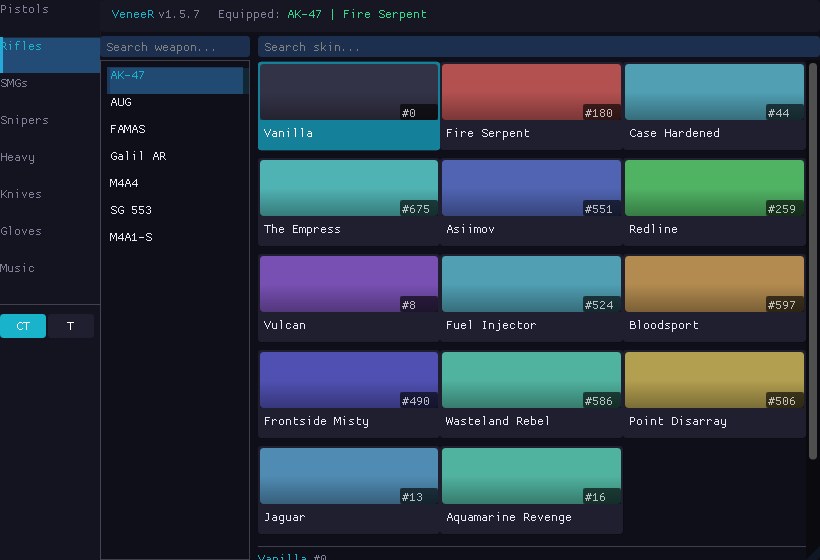 Pistols
Rifles
SMGs
Snipers
Heavy
Knives
Gloves
Music
CT T
VeneeR v1.5.7 Equipped: AK-47 | Fire Serpent
Search weapon...
AK-47
AUG
FAMAS
Galil AR
M4A4
SG 553
M4A1-S
Search skin...
#0 #180 #44
Vanilla Fire Serpent Case Hardened
#675 #551 #259
The Empress Asiimov Redline
#8 #524 #597
Vulcan Fuel Injector Bloodsport
#490 #586 #506
Frontside Misty Wasteland Rebel Point Disarray
#13 #16
Jaguar Aquamarine Revenge
Vanilla #0